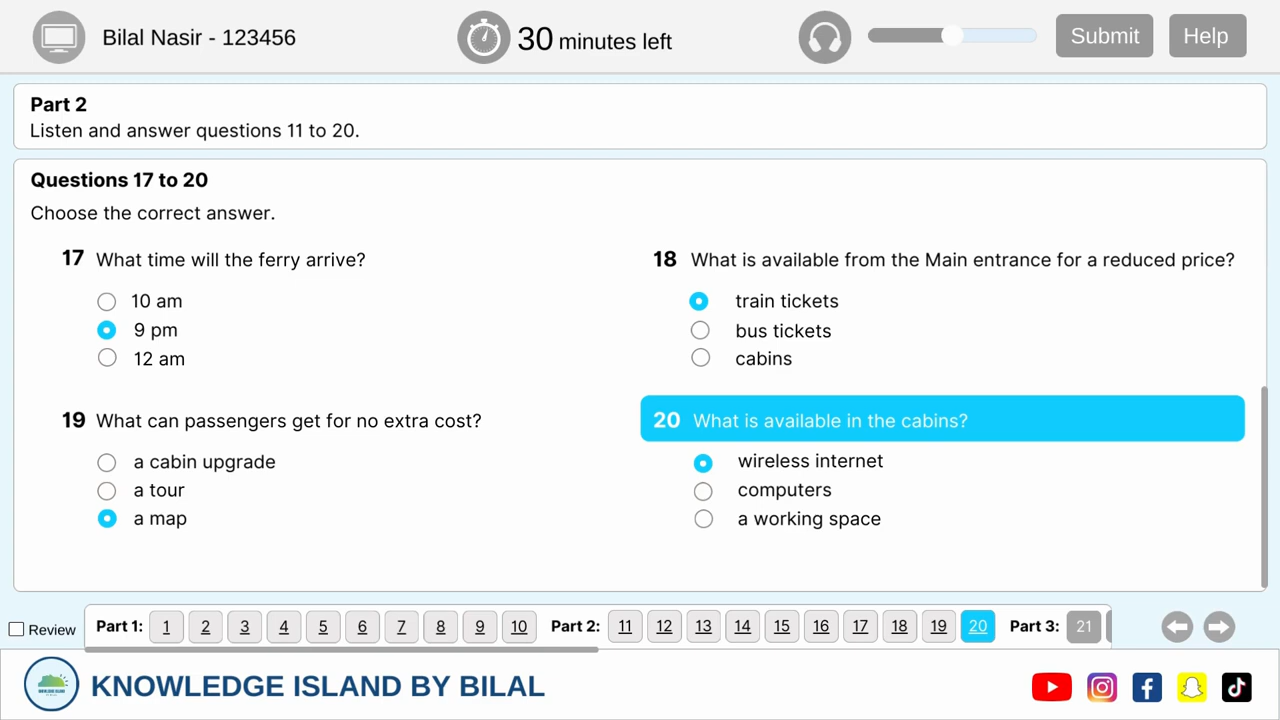 Bilal Nasir - 123456
30 minutes left
Submit
Help
Part 2
Listen and answer questions 11 to 20.
Questions 17 to 20
Choose the correct answer.
17 What time will the ferry arrive?
10 am
9 pm
12 am
18 What is available from the Main entrance for a reduced price?
train tickets
bus tickets
cabins
19 What can passengers get for no extra cost?
a cabin upgrade
a tour
a map
20 What is available in the cabins?
wireless internet
computers
a working space
Review
Part 1: 1 2 3 4 5 6 7 8 9 10 Part 2: 11 12 13 14 15 16 17 18 19 20 Part 3: 21
KNOWLEDGE ISLAND BY BILAL